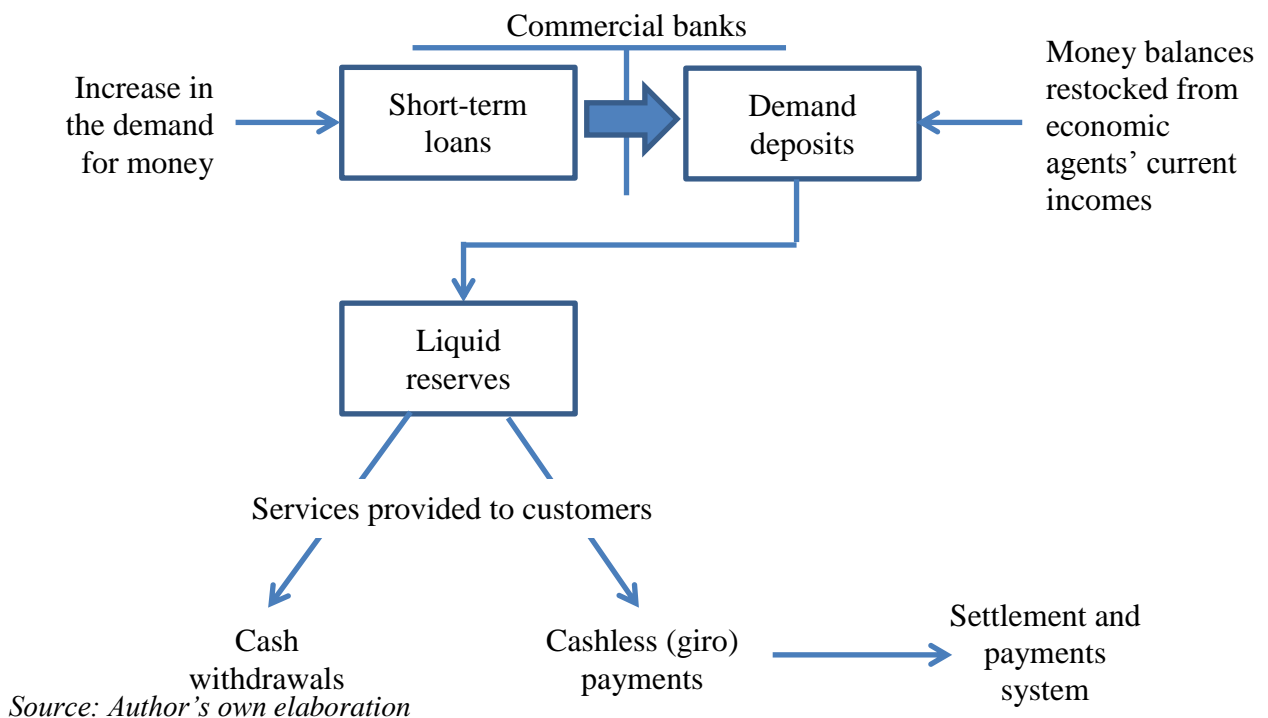 Commercial banks
Increase in
the demand
for money
Short-term
loans
Demand
deposits
Money balances
restocked from
economic
agents’ current
incomes
Liquid
reserves
Services provided to customers
Cash
withdrawals
Cashless (giro)
payments
Settlement and
payments
system
Source: Author’s own elaboration